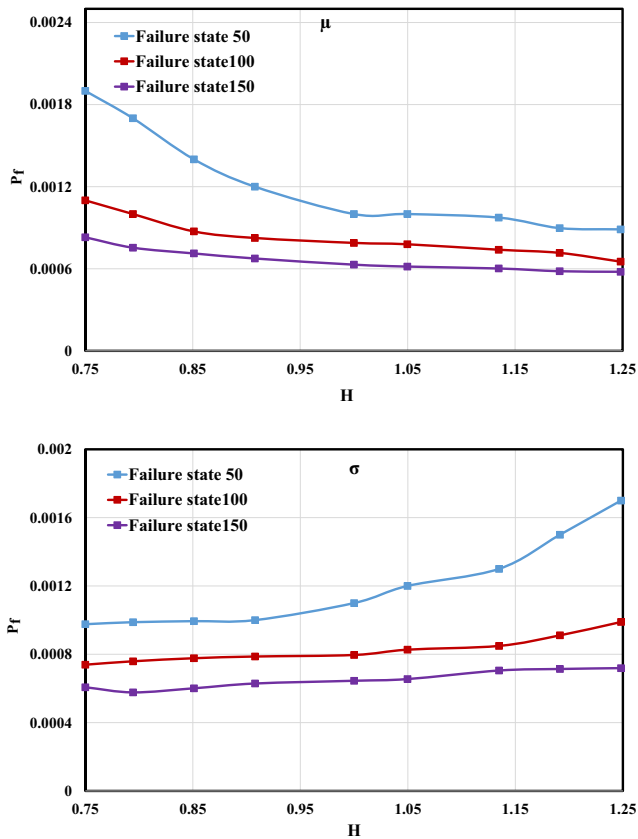 μ
0.0024
Failure state 50
Failure state100
Failure state150
0.0018
Pf
0.0012
0.0006
0
0.75 0.85 0.95 1.05 1.15 1.25
H
0.002
σ
Failure state 50
Failure state100
Failure state150
0.0016
0.0012
Pf
0.0008
0.0004
0
0.75 0.85 0.95 1.05 1.15 1.25
H